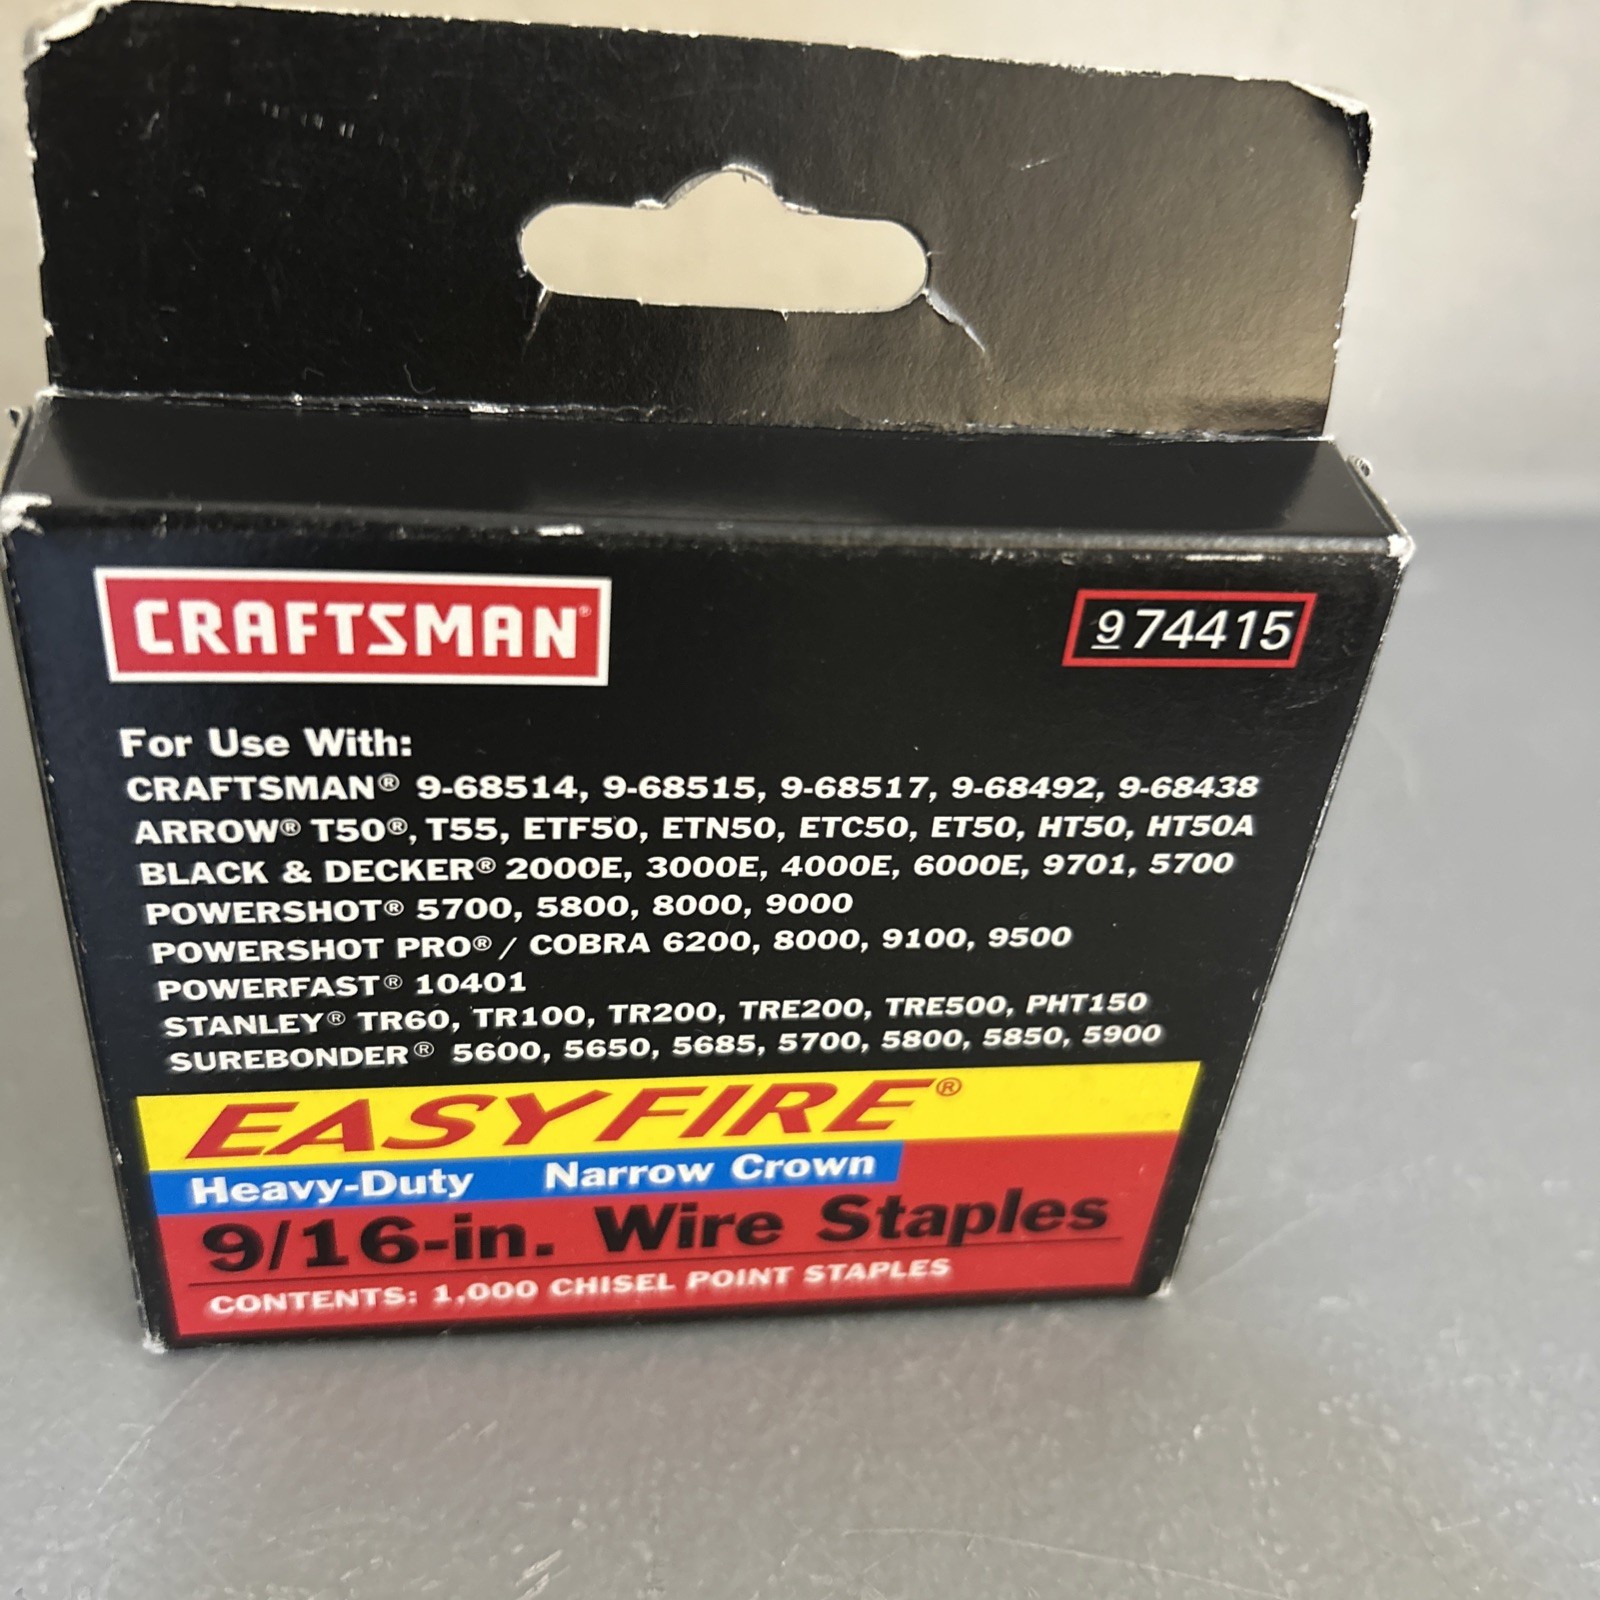 CRAFTSMAN®
974415
For Use With:
CRAFTSMAN® 9-68514, 9-68515, 9-68517, 9-68492, 9-68438
ARROW® T50®, T55, ETF50, ETN50, ETC50, ET50, HT50, HT50A
BLACK & DECKER® 2000E, 3000E, 4000E, 6000E, 9701, 5700
POWERSHOT® 5700, 5800, 8000, 9000
POWERSHOT PRO® / COBRA 6200, 8000, 9100, 9500
POWERFAST® 10401
STANLEY® TR60, TR100, TR200, TRE200, TRE500, PHT150
SUREBONDER® 5600, 5650, 5685, 5700, 5800, 5850, 5900
EASYFIRE®
Heavy-Duty Narrow Crown
9/16-in. Wire Staples
CONTENTS: 1,000 CHISEL POINT STAPLES